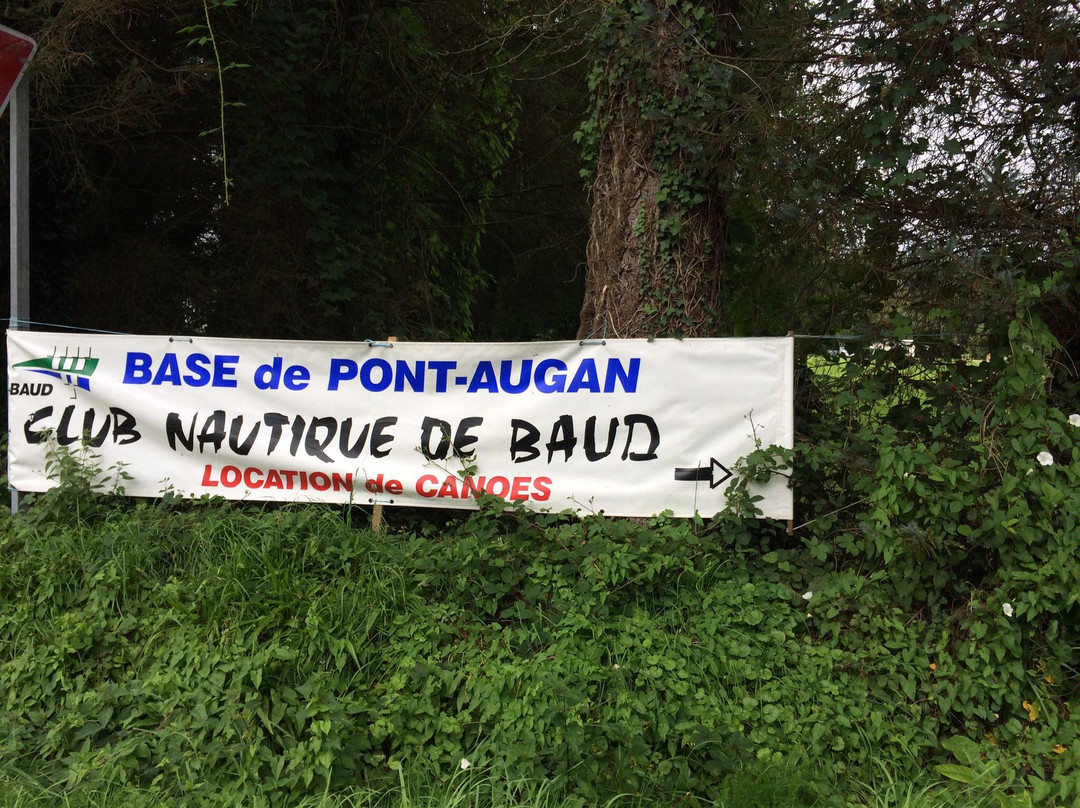 BASE de PONT-AUGAN
BAUD
CLUB NAUTIQUE DE BAUD
LOCATION de CANOES